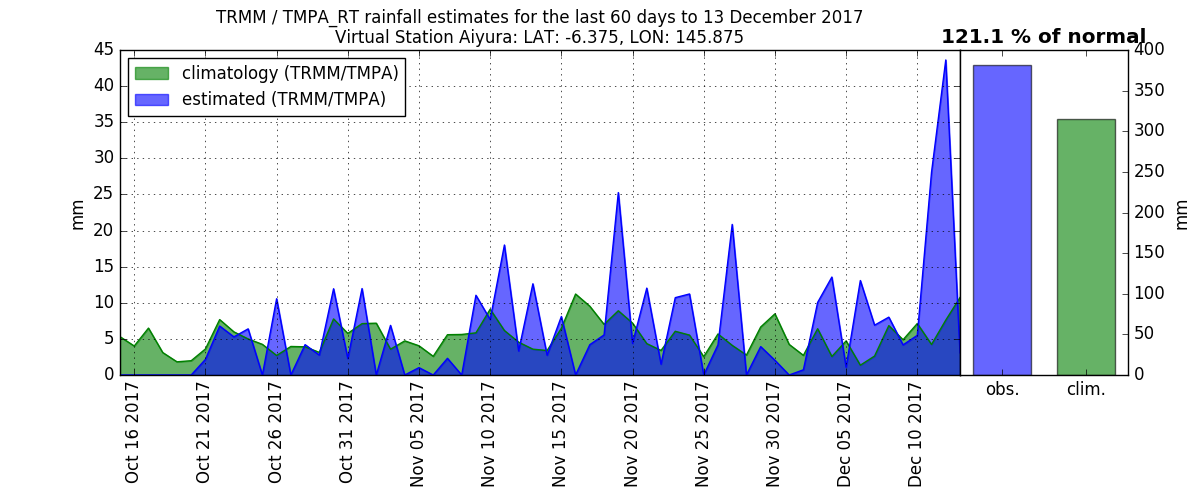 TRMM / TMPA_RT rainfall estimates for the last 60 days to 13 December 2017
Virtual Station Aiyura: LAT: -6.375, LON: 145.875
121.1 % of normal
climatology (TRMM/TMPA)
estimated (TRMM/TMPA)
45
40
35
30
25
20
15
10
5
0
mm
Oct 16 2017
Oct 21 2017
Oct 26 2017
Oct 31 2017
Nov 05 2017
Nov 10 2017
Nov 15 2017
Nov 20 2017
Nov 25 2017
Nov 30 2017
Dec 05 2017
Dec 10 2017
400
350
300
250
200
150
100
50
0
mm
obs.
clim.